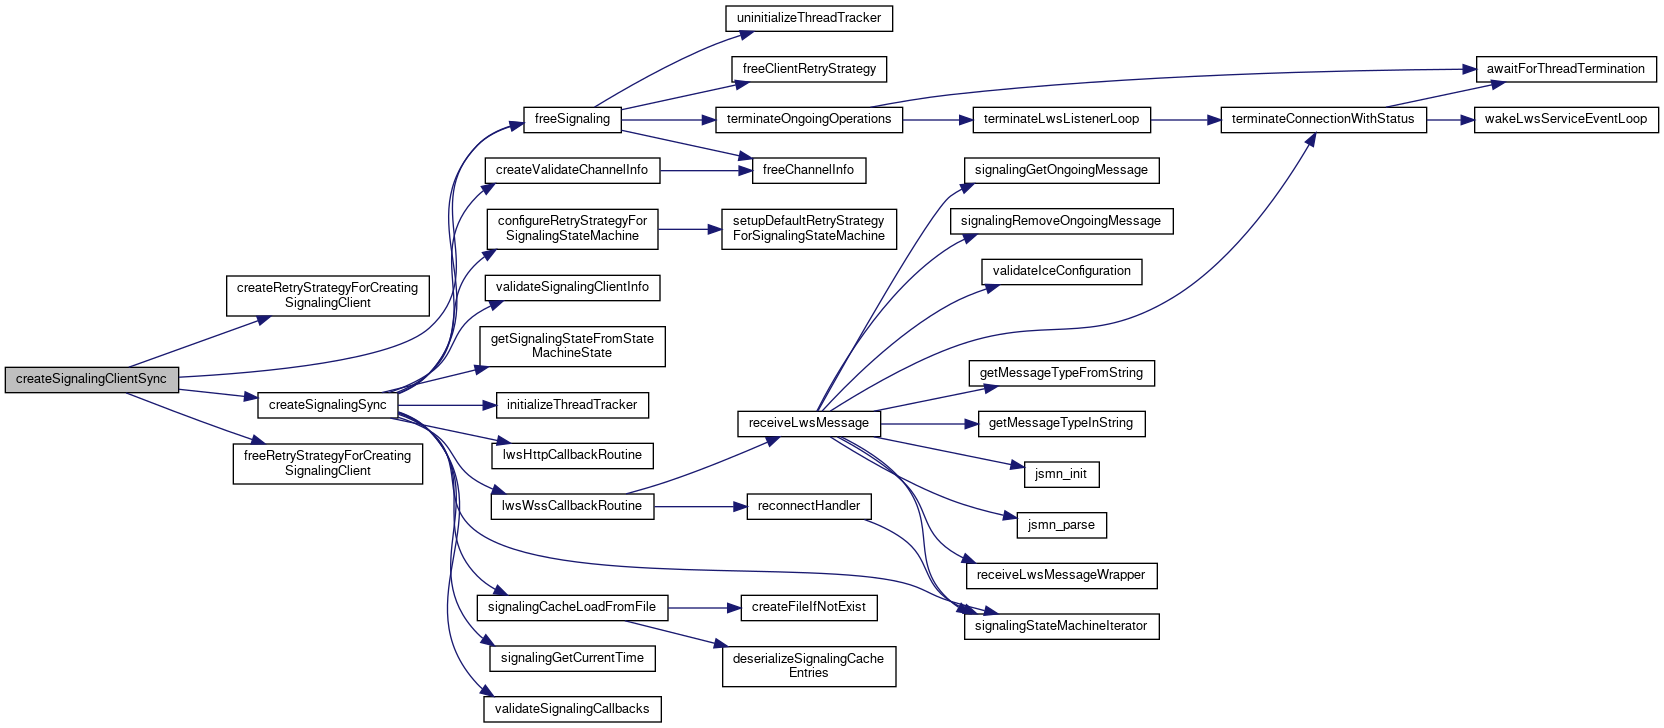 createSignalingClientSync
createRetryStrategyForCreating
SignalingClient
createSignalingSync
freeRetryStrategyForCreating
SignalingClient
freeSignaling
createValidateChannelInfo
configureRetryStrategyFor
SignalingStateMachine
validateSignalingClientInfo
getSignalingStateFromState
MachineState
initializeThreadTracker
lwsHttpCallbackRoutine
lwsWssCallbackRoutine
signalingCacheLoadFromFile
signalingGetCurrentTime
validateSignalingCallbacks
uninitializeThreadTracker
freeClientRetryStrategy
terminateOngoingOperations
freeChannelInfo
setupDefaultRetryStrategy
ForSignalingStateMachine
receiveLwsMessage
reconnectHandler
createFileIfNotExist
deserializeSignalingCache
Entries
terminateLwsListenerLoop
signalingGetOngoingMessage
signalingRemoveOngoingMessage
validateIceConfiguration
getMessageTypeFromString
getMessageTypeInString
jsmn_init
jsmn_parse
receiveLwsMessageWrapper
signalingStateMachineIterator
terminateConnectionWithStatus
awaitForThreadTermination
wakeLwsServiceEventLoop